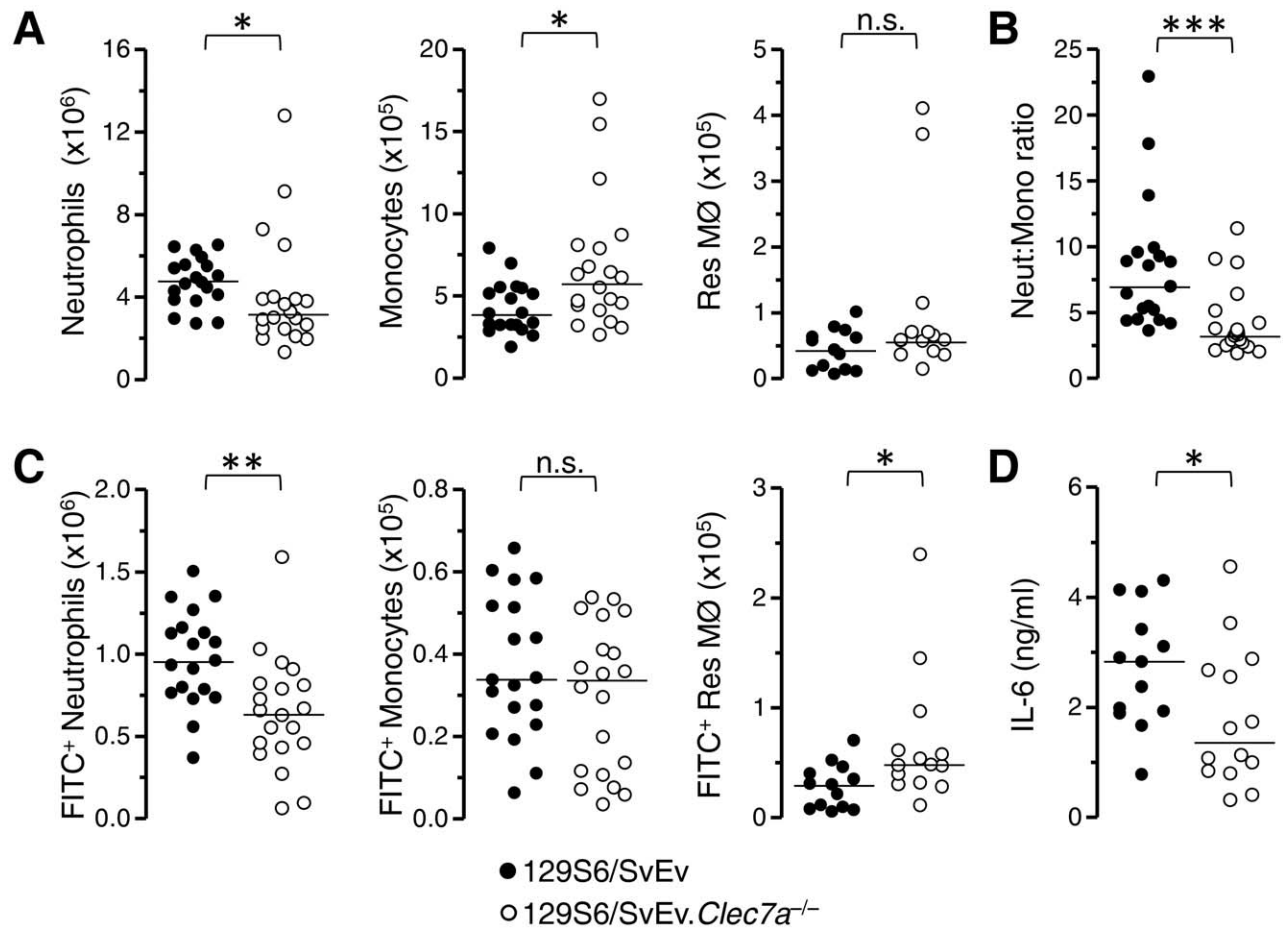 A
*
Neutrophils (x10⁶)
16
12
8
4
0
*
Monocytes (x10⁵)
20
15
10
5
0
n.s.
Res MØ (x10⁵)
5
4
3
2
1
0
B
***
Neut:Mono ratio
25
20
15
10
5
0
C
**
FITC⁺ Neutrophils (x10⁶)
2.0
1.5
1.0
0.5
0.0
n.s.
FITC⁺ Monocytes (x10⁵)
0.8
0.6
0.4
0.2
0.0
*
FITC⁺ Res MØ (x10⁵)
3
2
1
0
D
*
IL-6 (ng/ml)
6
4
2
0
129S6/SvEv
129S6/SvEv.Clec7a⁻/⁻